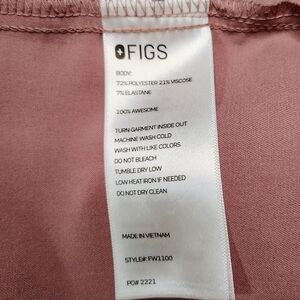 FIGS
BODY:
72% POLYESTER 21% VISCOSE
7% ELASTANE
100% AWESOME
TURN GARMENT INSIDE OUT
MACHINE WASH COLD
WASH WITH LIKE COLORS
DO NOT BLEACH
TUMBLE DRY LOW
LOW HEAT IRON IF NEEDED
DO NOT DRY CLEAN
MADE IN VIETNAM
STYLE#: FW1100
PO# 2221